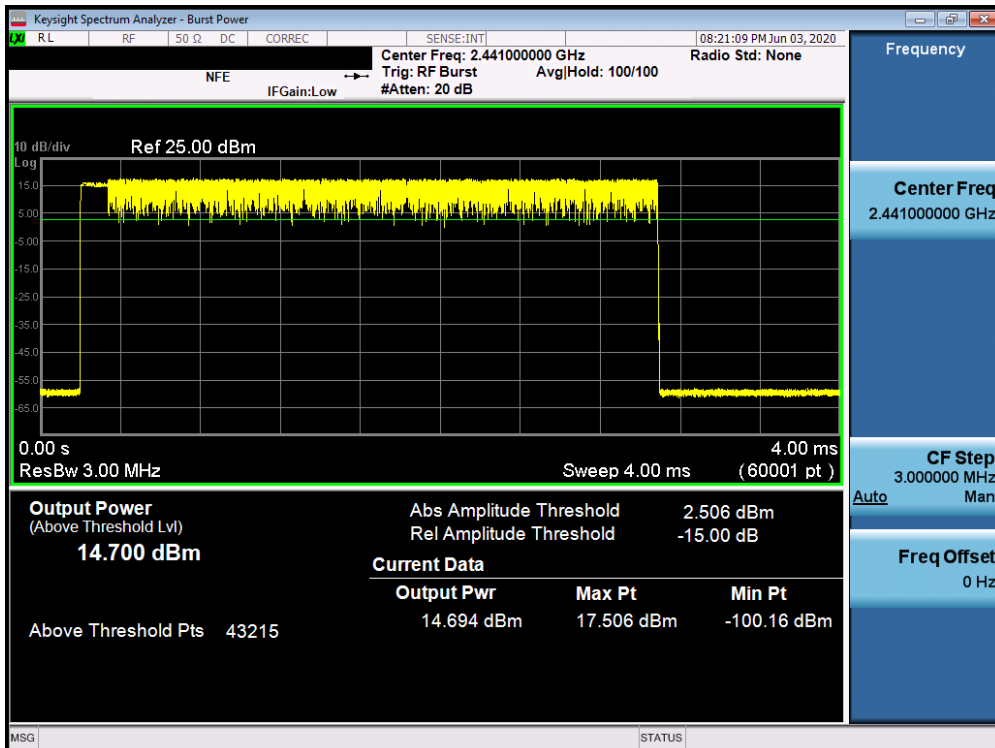 Keysight Spectrum Analyzer - Burst Power
LXI RL RF 50 Ω DC CORREC SENSE:INT 08:21:09 PM Jun 03, 2020
Center Freq: 2.441000000 GHz Radio Std: None
NFE Trig: RF Burst Avg|Hold: 100/100
IFGain:Low #Atten: 20 dB
Frequency
10 dB/div Ref 25.00 dBm
Log
15.0
5.00
-5.00
-15.0
-25.0
-35.0
-45.0
-55.0
-65.0
0.00 s 4.00 ms
ResBw 3.00 MHz Sweep 4.00 ms (60001 pt)
Output Power
(Above Threshold Lvl)
14.700 dBm
Above Threshold Pts 43215
Abs Amplitude Threshold 2.506 dBm
Rel Amplitude Threshold -15.00 dB
Current Data
Output Pwr Max Pt Min Pt
14.694 dBm 17.506 dBm -100.16 dBm
Center Freq
2.441000000 GHz
CF Step
3.000000 MHz
Auto Man
Freq Offset
0 Hz
MSG STATUS